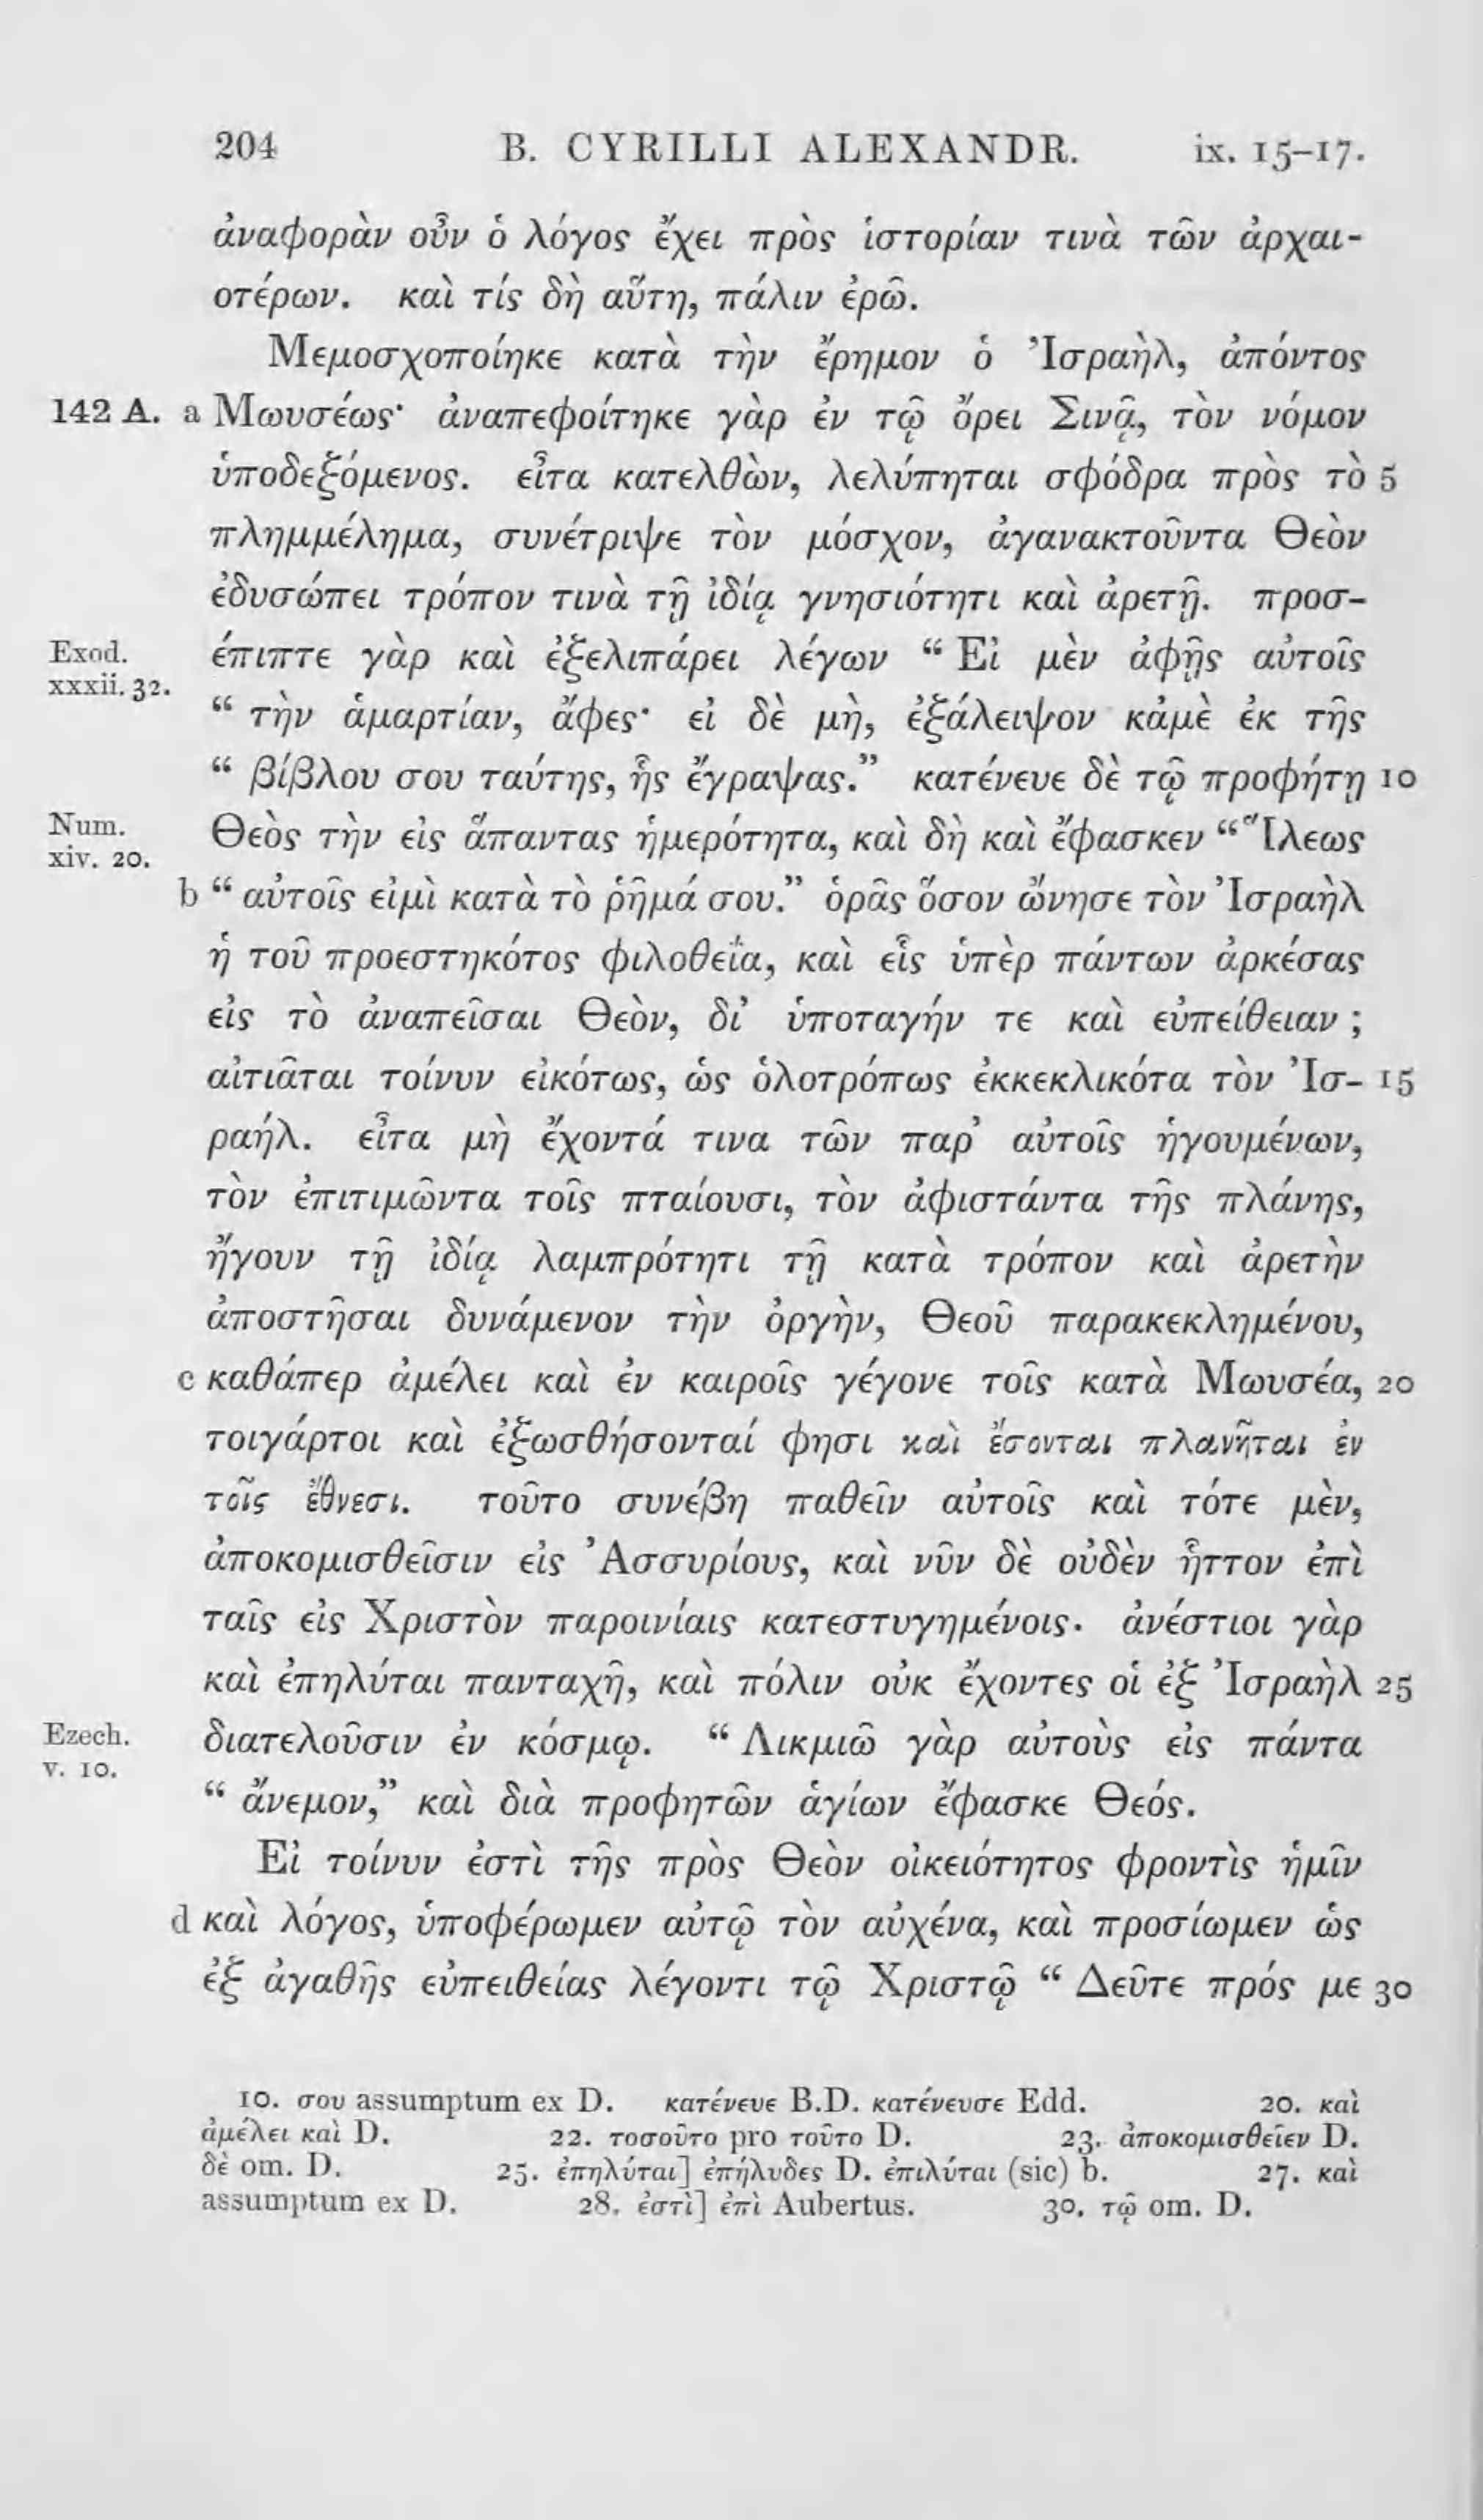 204 B. CYRILLI ALEXANDR. ix. 15–17.
ἀναφορὰν οὖν ὁ λόγος ἔχει πρὸς ἱστορίαν τινὰ τῶν ἀρχαι-
οτέρων. καὶ τίς δὴ αὕτη, πάλιν ἐρῶ.
Μεμοσχοποίηκε κατὰ τὴν ἔρημον ὁ Ἰσραὴλ, ἀπόντος
142 A. a Μωυσέως· ἀναπεφοίτηκε γὰρ ἐν τῷ ὄρει Σινᾷ, τὸν νόμον
ὑποδεξόμενος. εἶτα κατελθὼν, λελύπηται σφόδρα πρὸς τὸ 5
πλημμέλημα, συνέτριψε τὸν μόσχον, ἀγανακτοῦντα Θεὸν
ἐδυσώπει τρόπον τινὰ τῇ ἰδίᾳ γνησιότητι καὶ ἀρετῇ. προσ-
Exod. έπιπτε γὰρ καὶ ἐξελιπάρει λέγων “ Εἰ μὲν ἀφῇς αὐτοῖς
xxxii. 32. “ τὴν ἁμαρτίαν, ἄφες· εἰ δὲ μὴ, ἐξάλειψον κἀμὲ ἐκ τῆς
“ βίβλου σου ταύτης, ἧς ἔγραψας.” κατένευε δὲ τῷ προφήτῃ 10
Num. Θεὸς τὴν εἰς ἅπαντας ἡμερότητα, καὶ δὴ καὶ ἔφασκεν “ Ἵλεως
xiv. 20.
b “ αὐτοῖς εἰμὶ κατὰ τὸ ῥῆμά σου.” ὁρᾷς ὅσον ὤνησε τὸν Ἰσραὴλ
ἡ τοῦ προεστηκότος φιλοθεΐα, καὶ εἷς ὑπὲρ πάντων ἀρκέσας
εἰς τὸ ἀναπεῖσαι Θεὸν, δι’ ὑποταγήν τε καὶ εὐπείθειαν ;
αἰτιᾶται τοίνυν εἰκότως, ὡς ὁλοτρόπως ἐκκεκλικότα τὸν Ἰσ- 15
ραήλ. εἶτα μὴ ἔχοντά τινα τῶν παρ’ αὐτοῖς ἡγουμένων,
τὸν ἐπιτιμῶντα τοῖς πταίουσι, τὸν ἀφιστάντα τῆς πλάνης,
ἤγουν τῇ ἰδίᾳ λαμπρότητι τῇ κατὰ τρόπον καὶ ἀρετὴν
ἀποστῆσαι δυνάμενον τὴν ὀργὴν, Θεοῦ παρακεκλημένου,
c καθάπερ ἀμέλει καὶ ἐν καιροῖς γέγονε τοῖς κατὰ Μωυσέα, 20
τοιγάρτοι καὶ ἐξωσθήσονταί φησι καὶ ἔσονται πλανῆται ἐν
τοῖς ἔθνεσι. τοῦτο συνέβη παθεῖν αὐτοῖς καὶ τότε μὲν,
ἀποκομισθεῖσιν εἰς Ἀσσυρίους, καὶ νῦν δὲ οὐδὲν ἧττον ἐπὶ
ταῖς εἰς Χριστὸν παροινίαις κατεστυγημένοις. ἀνέστιοι γὰρ
καὶ ἐπηλύται πανταχῆ, καὶ πόλιν οὐκ ἔχοντες οἱ ἐξ Ἰσραὴλ 25
Ezech. διατελοῦσιν ἐν κόσμῳ. “ Λικμιῶ γὰρ αὐτοὺς εἰς πάντα
v. 10.
“ ἄνεμον,” καὶ διὰ προφητῶν ἁγίων ἔφασκε Θεός.
Εἰ τοίνυν ἐστὶ τῆς πρὸς Θεὸν οἰκειότητος φροντὶς ἡμῖν
d καὶ λόγος, ὑποφέρωμεν αὐτῷ τὸν αὐχένα, καὶ προσίωμεν ὡς
ἐξ ἀγαθῆς εὐπειθείας λέγοντι τῷ Χριστῷ “ Δεῦτε πρός με 30
10. σου assumptum ex D. κατένευε B.D. κατένευσε Edd. 20. καὶ
ἀμέλει καὶ D. 22. τοσοῦτο pro τοῦτο D. 23. ἀποκομισθεῖεν D.
δὲ om. D. 25. ἐπηλύται] ἐπήλυδες D. ἐπιλύται (sic) b. 27. καὶ
assumptum ex D. 28. ἐστὶ] ἐπὶ Aubertus. 30. τῷ om. D.